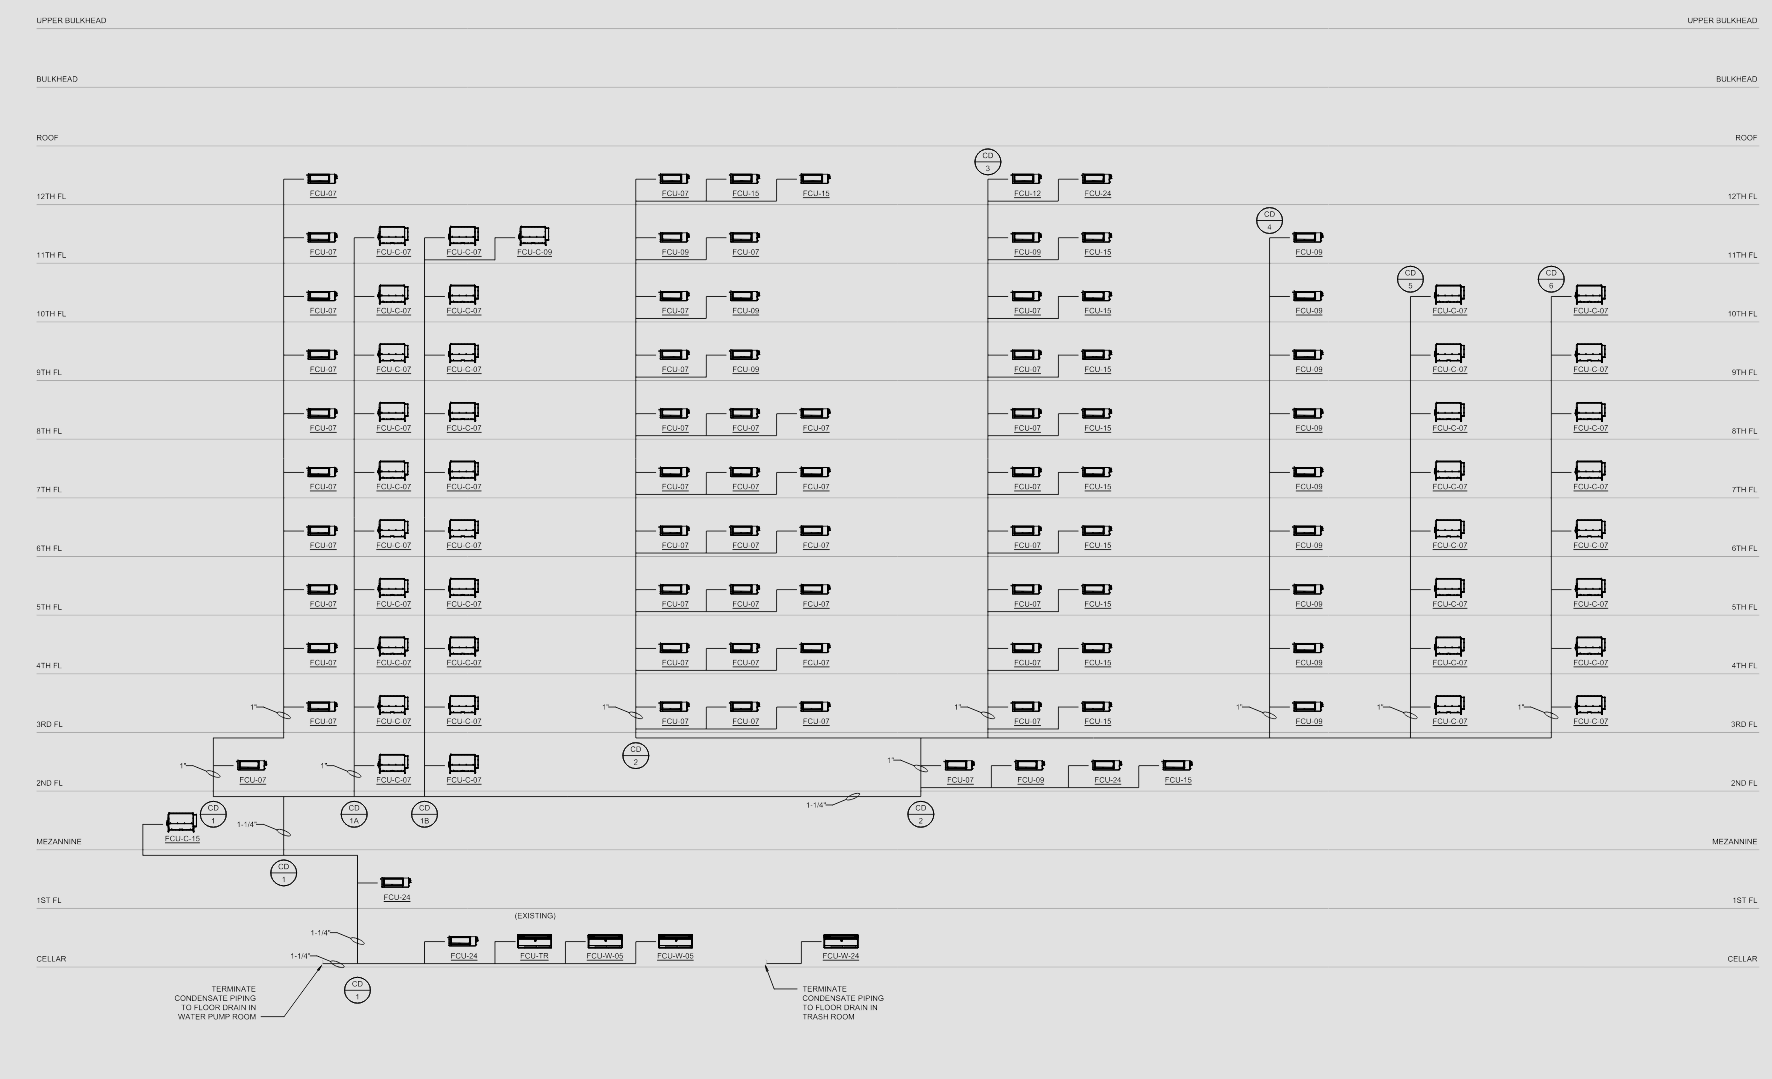 UPPER BULKHEAD UPPER BULKHEAD
BULKHEAD BULKHEAD
ROOF ROOF
CD
3
FCU-07 FCU-07 FCU-15 FCU-15 FCU-12 FCU-24
12TH FL 12TH FL
CD
4
FCU-07 FCU-C-07 FCU-C-07 FCU-C-09 FCU-09 FCU-07 FCU-07 FCU-15 FCU-09
11TH FL 11TH FL
CD CD
5 6
FCU-07 FCU-C-07 FCU-C-07 FCU-07 FCU-09 FCU-07 FCU-15 FCU-09 FCU-C-07 FCU-C-07
10TH FL 10TH FL
FCU-07 FCU-C-07 FCU-C-07 FCU-07 FCU-09 FCU-07 FCU-15 FCU-09 FCU-C-07 FCU-C-07
9TH FL 9TH FL
FCU-07 FCU-C-07 FCU-C-07 FCU-07 FCU-07 FCU-07 FCU-07 FCU-15 FCU-09 FCU-C-07 FCU-C-07
8TH FL 8TH FL
FCU-07 FCU-C-07 FCU-C-07 FCU-07 FCU-07 FCU-07 FCU-07 FCU-15 FCU-09 FCU-C-07 FCU-C-07
7TH FL 7TH FL
FCU-07 FCU-C-07 FCU-C-07 FCU-07 FCU-07 FCU-07 FCU-07 FCU-15 FCU-09 FCU-C-07 FCU-C-07
6TH FL 6TH FL
FCU-07 FCU-C-07 FCU-C-07 FCU-07 FCU-07 FCU-07 FCU-07 FCU-15 FCU-09 FCU-C-07 FCU-C-07
5TH FL 5TH FL
FCU-07 FCU-C-07 FCU-C-07 FCU-07 FCU-07 FCU-07 FCU-07 FCU-15 FCU-09 FCU-C-07 FCU-C-07
4TH FL 4TH FL
1" 1" 1" 1" 1" 1"
FCU-07 FCU-C-07 FCU-C-07 FCU-07 FCU-07 FCU-07 FCU-07 FCU-15 FCU-09 FCU-C-07 FCU-C-07
3RD FL 3RD FL
CD
2
1" 1" 1"
FCU-07 FCU-C-07 FCU-C-07 FCU-07 FCU-09 FCU-24 FCU-15
2ND FL 2ND FL
1-1/4"
CD CD CD CD
1 1A 1B 2
1-1/4"
FCU-C-15
MEZANNINE MEZANNINE
CD
1
FCU-24
1ST FL 1ST FL
(EXISTING)
1-1/4"
1-1/4" FCU-24 FCU-TR FCU-W-05 FCU-W-05 FCU-W-24
CELLAR CELLAR
CD
1
TERMINATE
CONDENSATE PIPING
TO FLOOR DRAIN IN
WATER PUMP ROOM
TERMINATE
CONDENSATE PIPING
TO FLOOR DRAIN IN
TRASH ROOM